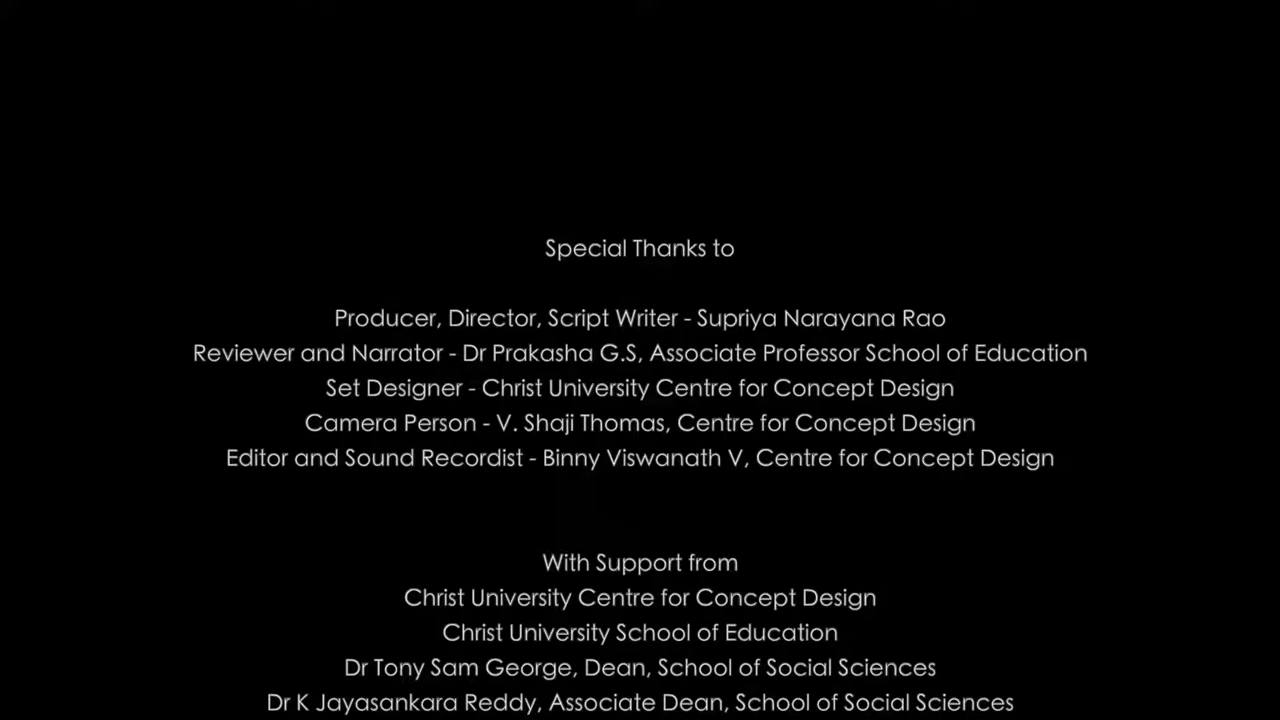 Special Thanks to
Producer, Director, Script Writer - Supriya Narayana Rao
Reviewer and Narrator - Dr Prakasha G.S, Associate Professor School of Education
Set Designer - Christ University Centre for Concept Design
Camera Person - V. Shaji Thomas, Centre for Concept Design
Editor and Sound Recordist - Binny Viswanath V, Centre for Concept Design
With Support from
Christ University Centre for Concept Design
Christ University School of Education
Dr Tony Sam George, Dean, School of Social Sciences
Dr K Jayasankara Reddy, Associate Dean, School of Social Sciences